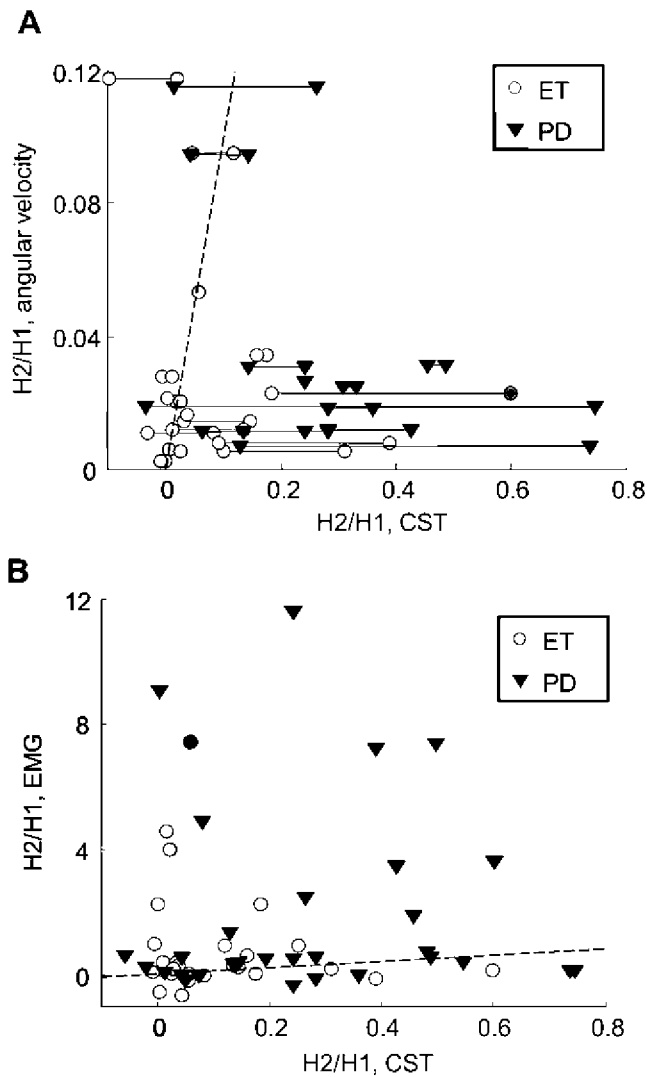 A
H2/H1, angular velocity
0.12
0.08
0.04
0
ET
PD
0 0.2 0.4 0.6 0.8
H2/H1, CST
B
H2/H1, EMG
12
8
4
0
ET
PD
0 0.2 0.4 0.6 0.8
H2/H1, CST